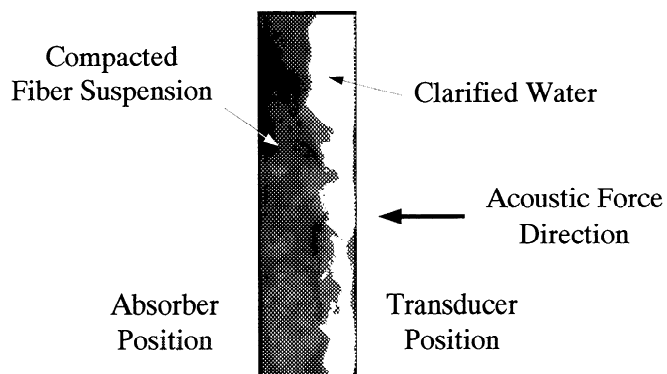 Compacted
Fiber Suspension
Clarified Water
Acoustic Force
Direction
Absorber
Position
Transducer
Position